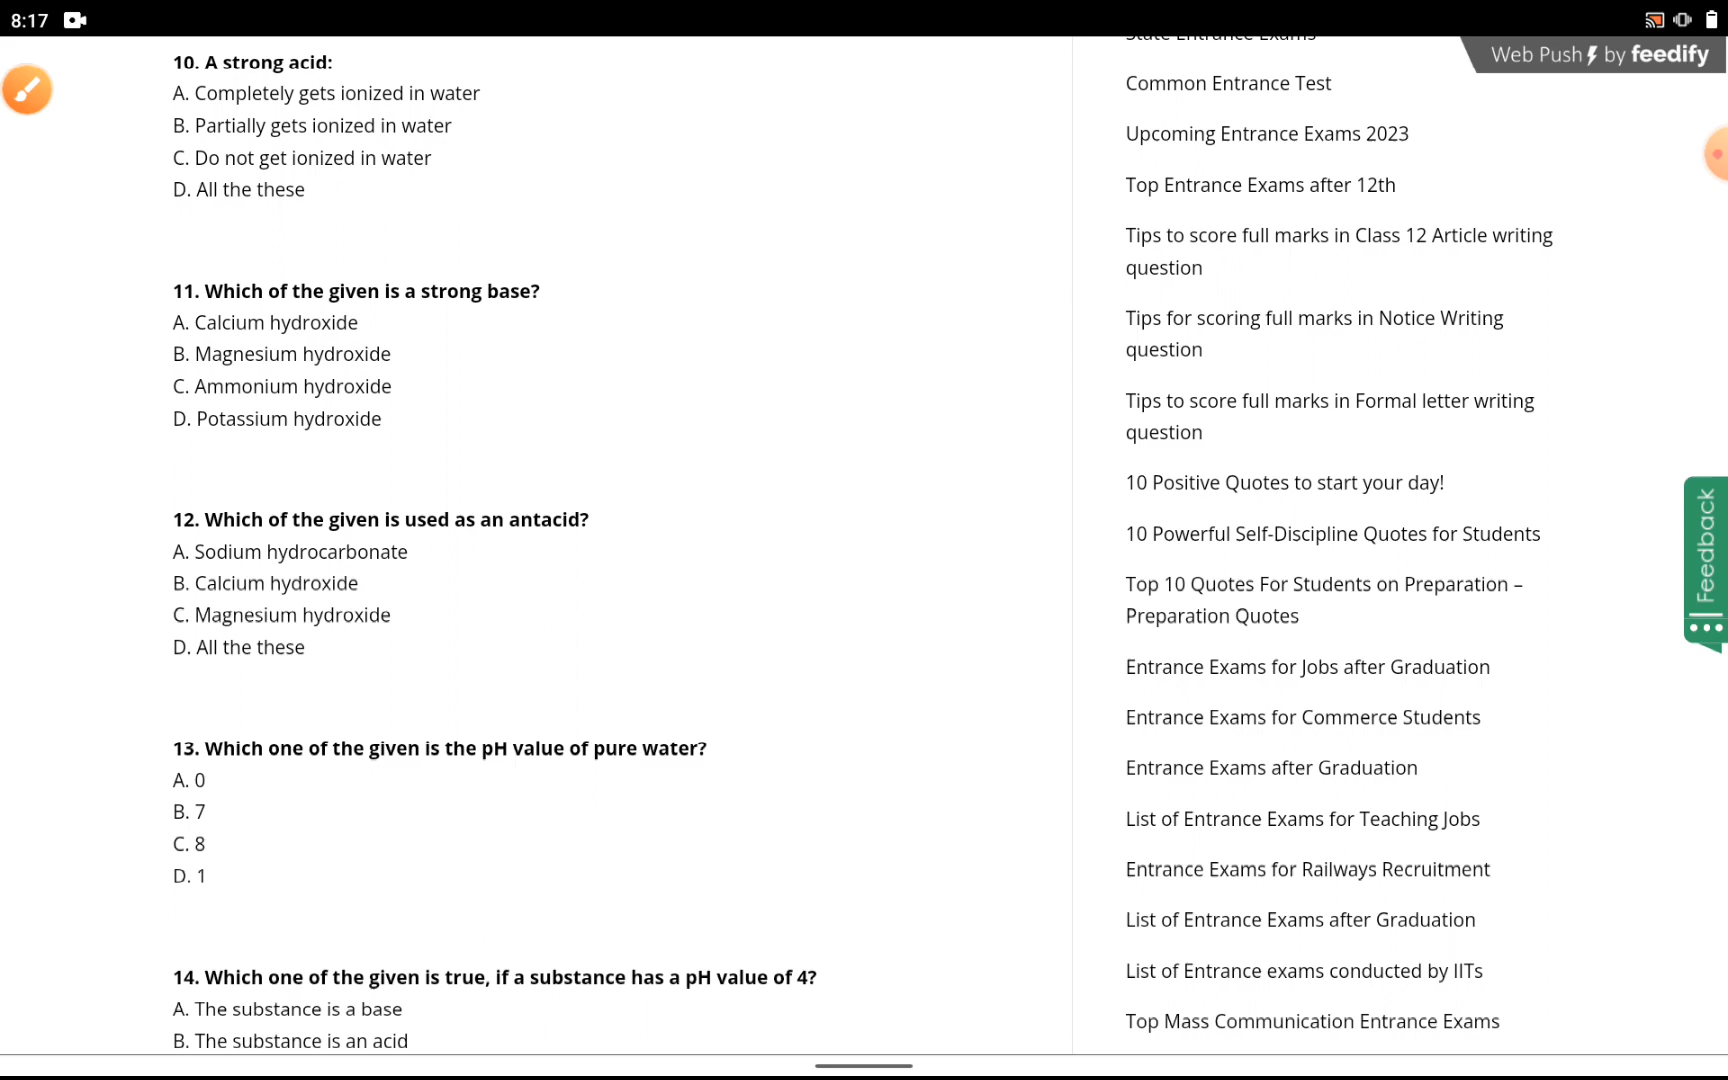 8:17
Web Push by feedify
10. A strong acid:
A. Completely gets ionized in water
B. Partially gets ionized in water
C. Do not get ionized in water
D. All the these
11. Which of the given is a strong base?
A. Calcium hydroxide
B. Magnesium hydroxide
C. Ammonium hydroxide
D. Potassium hydroxide
12. Which of the given is used as an antacid?
A. Sodium hydrocarbonate
B. Calcium hydroxide
C. Magnesium hydroxide
D. All the these
13. Which one of the given is the pH value of pure water?
A. 0
B. 7
C. 8
D. 1
14. Which one of the given is true, if a substance has a pH value of 4?
A. The substance is a base
B. The substance is an acid
State Entrance Exams
Common Entrance Test
Upcoming Entrance Exams 2023
Top Entrance Exams after 12th
Tips to score full marks in Class 12 Article writing
question
Tips for scoring full marks in Notice Writing
question
Tips to score full marks in Formal letter writing
question
10 Positive Quotes to start your day!
10 Powerful Self-Discipline Quotes for Students
Top 10 Quotes For Students on Preparation –
Preparation Quotes
Entrance Exams for Jobs after Graduation
Entrance Exams for Commerce Students
Entrance Exams after Graduation
List of Entrance Exams for Teaching Jobs
Entrance Exams for Railways Recruitment
List of Entrance Exams after Graduation
List of Entrance exams conducted by IITs
Top Mass Communication Entrance Exams
Feedback